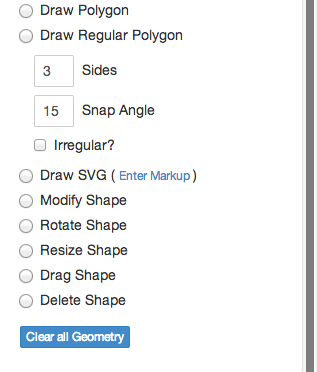 Draw Polygon
Draw Regular Polygon
3 Sides
15 Snap Angle
Irregular?
Draw SVG ( Enter Markup )
Modify Shape
Rotate Shape
Resize Shape
Drag Shape
Delete Shape
Clear all Geometry